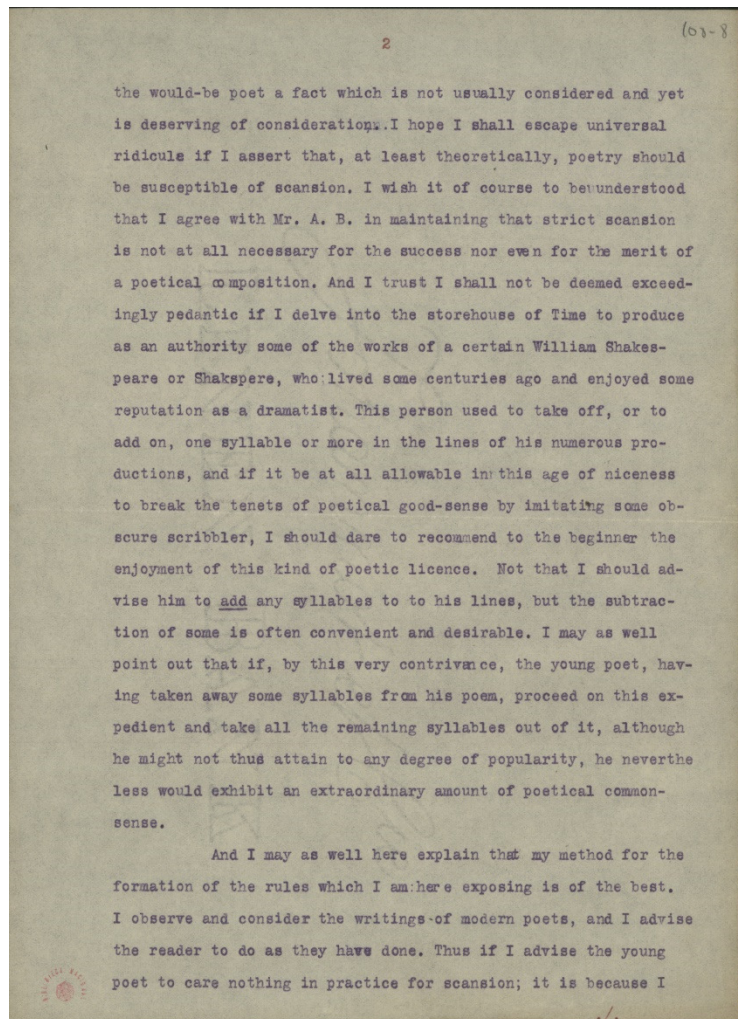 108-8
2
the would-be poet a fact which is not usually considered and yet
is deserving of consideration...I hope I shall escape universal
ridicule if I assert that, at least theoretically, poetry should
be susceptible of scansion. I wish it of course to be understood
that I agree with Mr. A. B. in maintaining that strict scansion
is not at all necessary for the success nor even for the merit of
a poetical composition. And I trust I shall not be deemed exceed-
ingly pedantic if I delve into the storehouse of Time to produce
as an authority some of the works of a certain William Shakes-
peare or Shakspere, who lived some centuries ago and enjoyed some
reputation as a dramatist. This person used to take off, or to
add on, one syllable or more in the lines of his numerous pro-
ductions, and if it be at all allowable in this age of niceness
to break the tenets of poetical good-sense by imitating some ob-
scure scribbler, I should dare to recommend to the beginner the
enjoyment of this kind of poetic licence. Not that I should ad-
vise him to add any syllables to to his lines, but the subtrac-
tion of some is often convenient and desirable. I may as well
point out that if, by this very contrivance, the young poet, hav-
ing taken away some syllables from his poem, proceed on this ex-
pedient and take all the remaining syllables out of it, although
he might not thus attain to any degree of popularity, he neverthe
less would exhibit an extraordinary amount of poetical common-
sense.
And I may as well here explain that my method for the
formation of the rules which I am here exposing is of the best.
I observe and consider the writings of modern poets, and I advise
the reader to do as they have done. Thus if I advise the young
poet to care nothing in practice for scansion; it is because I